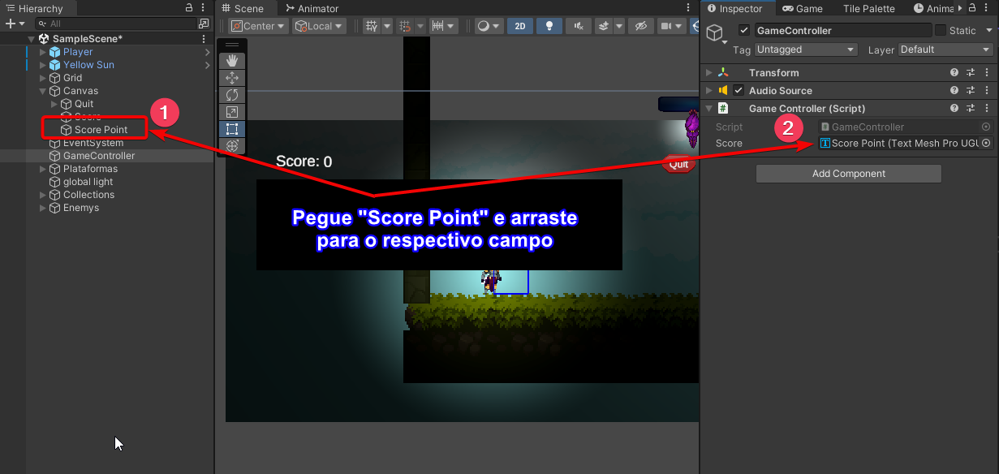 Hierarchy
All
SampleScene*
Player
Yellow Sun
Grid
Canvas
Quit
Score
Score Point
EventSystem
GameController
Plataformas
global light
Collections
Enemys
1
Scene
Animator
Center
Local
2D
Score: 0
Quit
Pegue "Score Point" e arraste
para o respectivo campo
Inspector
Game
Tile Palette
Anima
GameController
Static
Tag Untagged
Layer Default
Transform
Audio Source
# Game Controller (Script)
Script
GameController
2
Score
Score Point (Text Mesh Pro UGU
Add Component